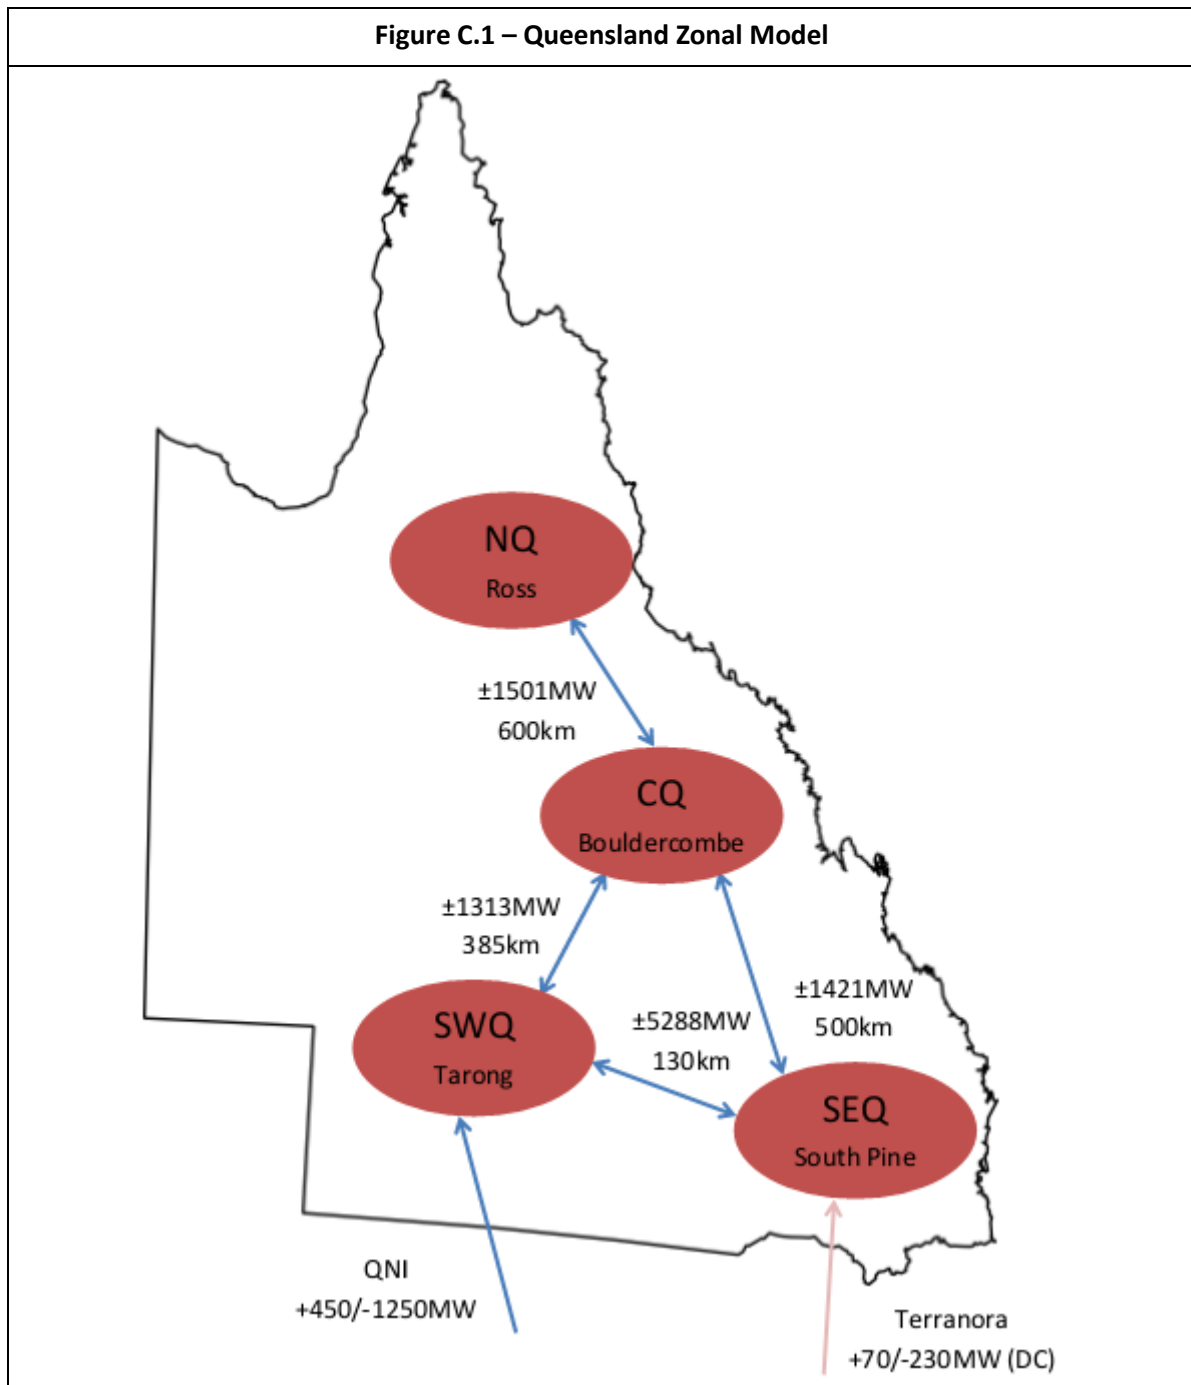 Figure C.1 – Queensland Zonal Model
NQ
Ross
±1501MW
600km
CQ
Bouldercombe
±1313MW
385km
±1421MW
500km
±5288MW
130km
SWQ
Tarong
SEQ
South Pine
QNI
+450/-1250MW
Terranora
+70/-230MW (DC)